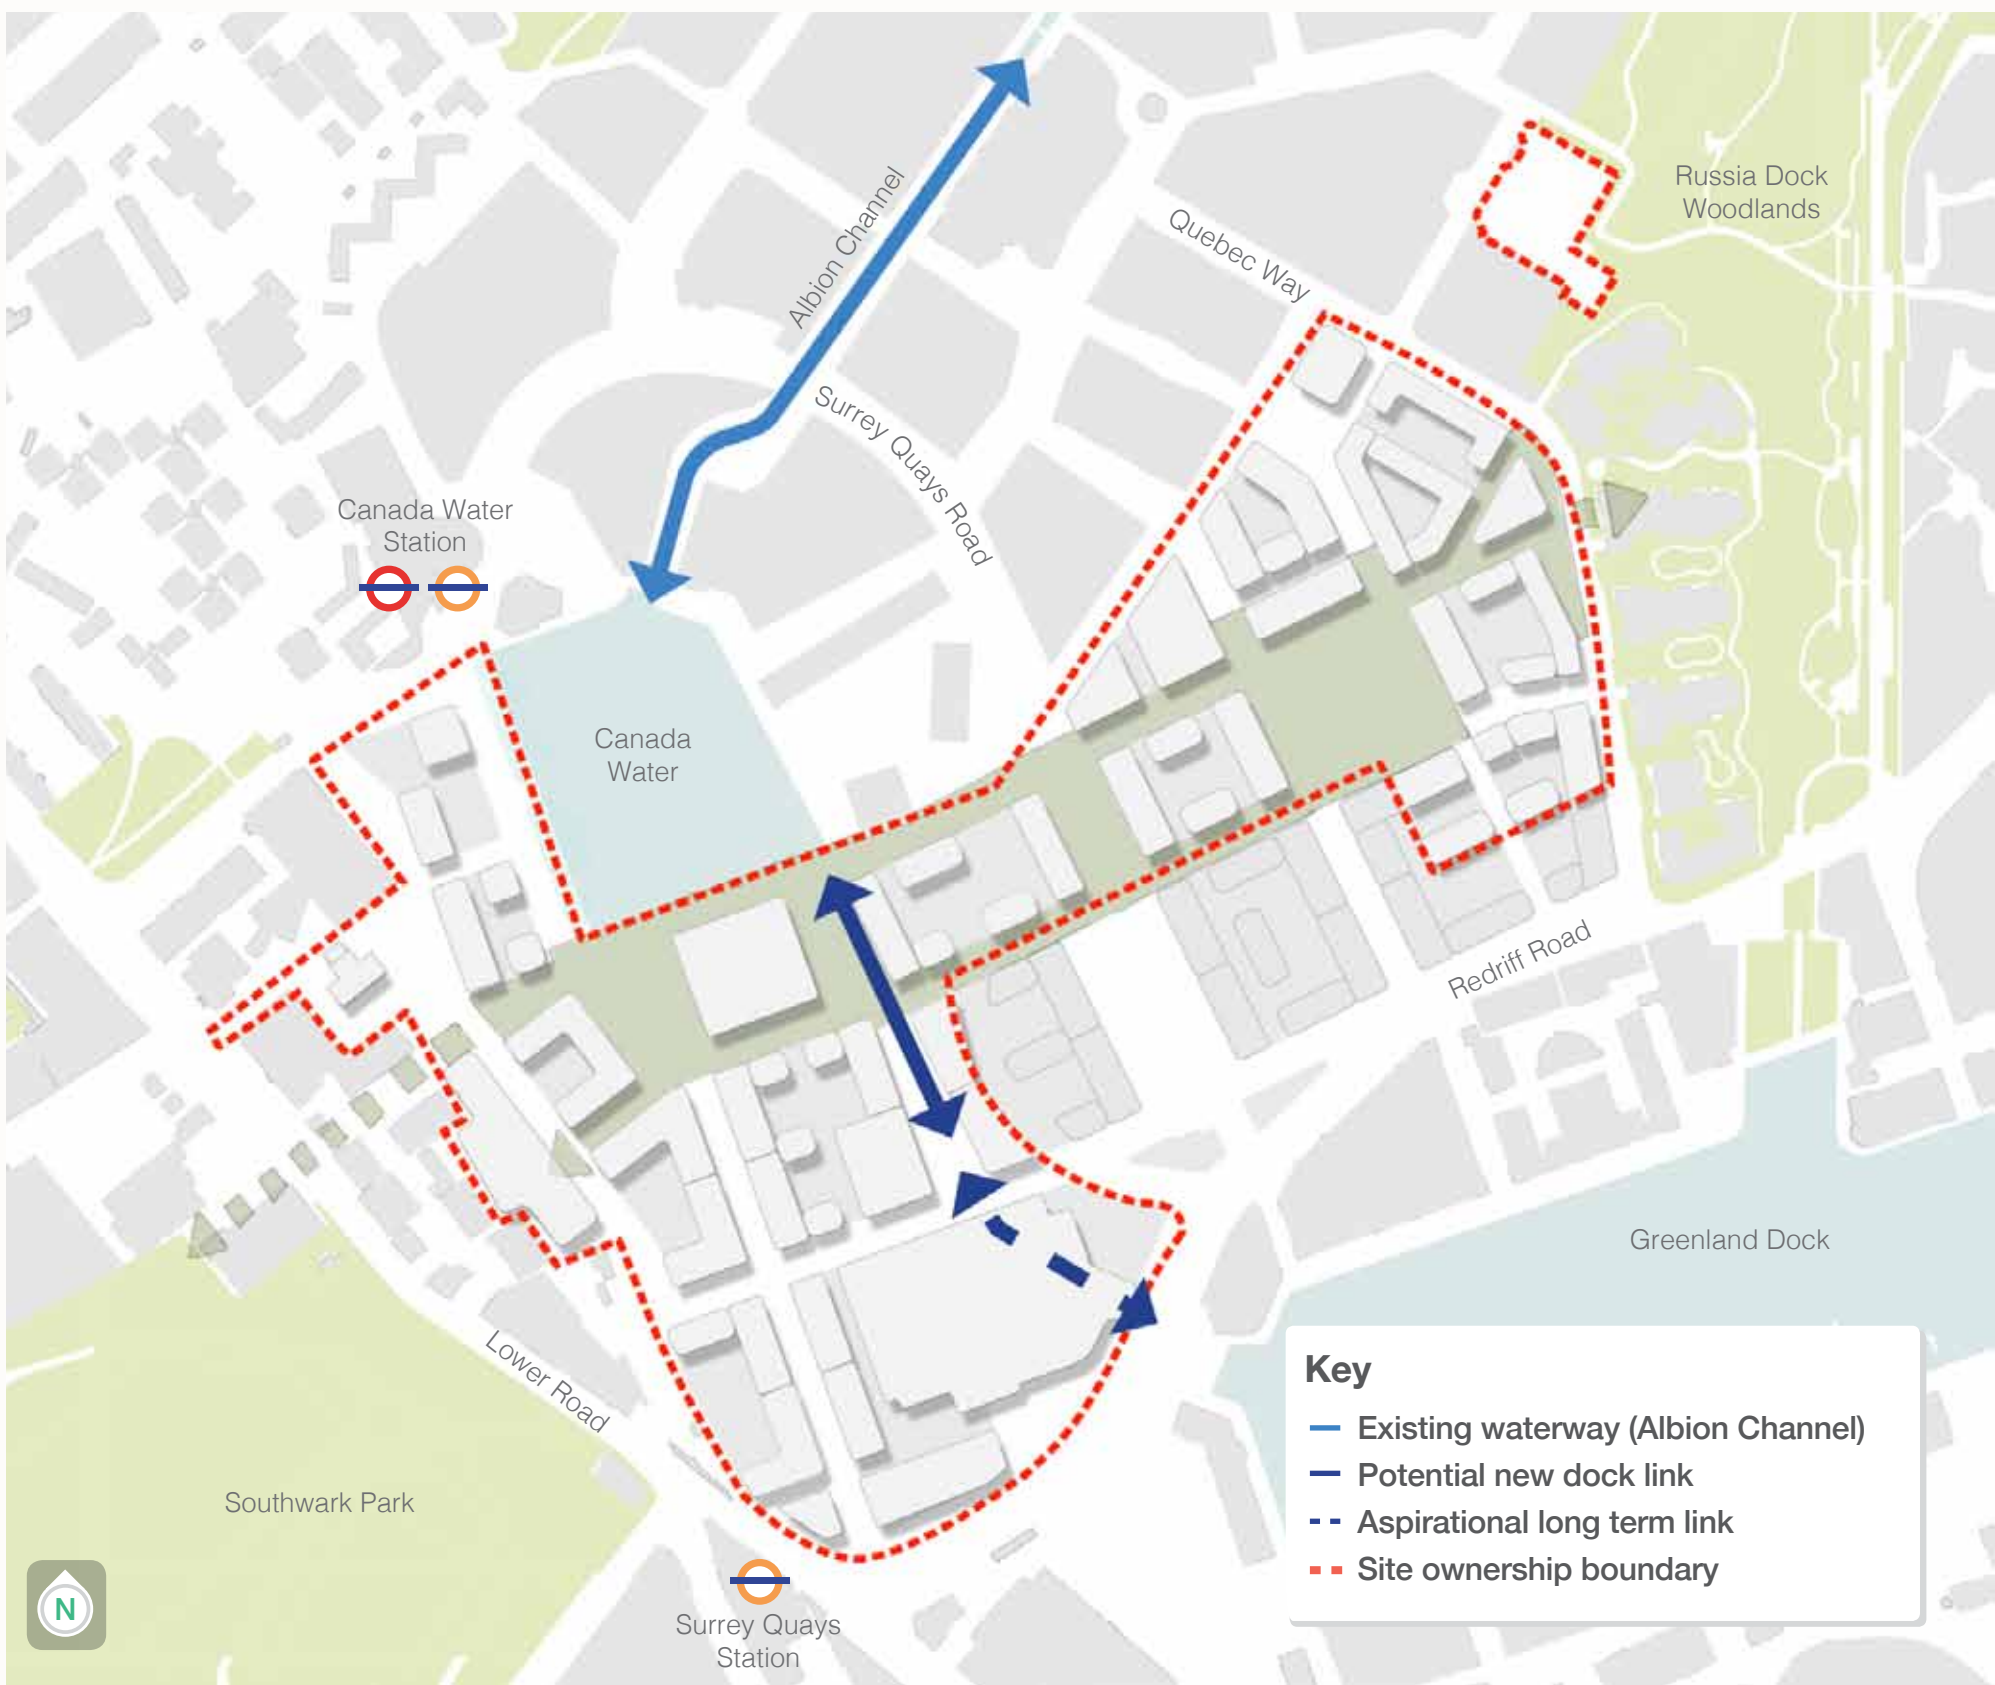 Russia Dock
Woodlands
Quebec Way
Albion Channel
Surrey Quays Road
Canada Water
Station
Canada
Water
Redriff Road
Greenland Dock
Lower Road
Southwark Park
Surrey Quays
Station
N
Key
Existing waterway (Albion Channel)
Potential new dock link
Aspirational long term link
Site ownership boundary